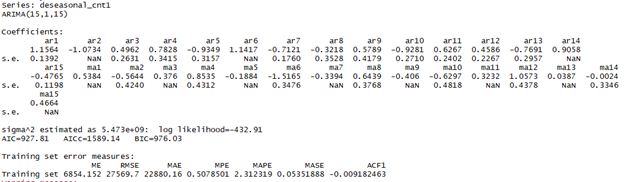 Series: deseasonal_cnt1
ARIMA(15,1,15)
Coefficients:
ar1 ar2 ar3 ar4 ar5 ar6 ar7 ar8 ar9 ar10 ar11 ar12 ar13 ar14
1.1564 -1.0734 0.4962 0.7828 -0.9349 1.1417 -0.7121 -0.3218 0.5789 -0.9281 0.6267 0.4586 -0.7691 0.9058
s.e. 0.1392 NaN 0.2631 0.3415 0.3157 NaN 0.1760 0.3528 0.4179 0.2710 0.2402 0.2267 0.2957 NaN
ar15 ma1 ma2 ma3 ma4 ma5 ma6 ma7 ma8 ma9 ma10 ma11 ma12 ma13 ma14
-0.4765 0.5384 -0.5644 0.376 0.8535 -0.1884 -1.5165 -0.3394 0.6439 -0.406 -0.6297 0.3232 1.0573 0.0387 -0.0024
s.e. 0.1198 NaN 0.4240 NaN 0.4312 NaN 0.3476 NaN 0.3768 NaN 0.4818 NaN 0.4378 NaN 0.3346
ma15
0.4664
s.e. NaN
sigma^2 estimated as 5.473e+09: log likelihood=-432.91
AIC=927.81 AICc=1589.14 BIC=976.03
Training set error measures:
ME RMSE MAE MPE MAPE MASE ACF1
Training set 6854.152 27569.7 22880.16 0.5078501 2.312319 0.05351888 -0.009182463